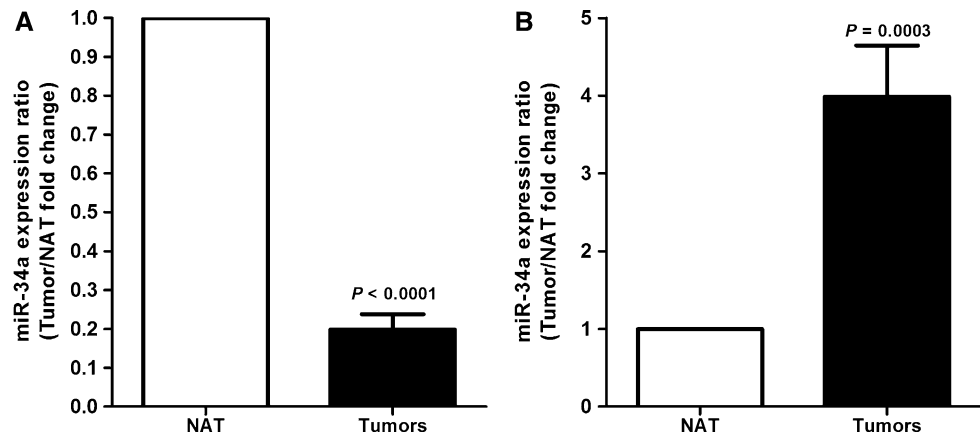 A
miR-34a expression ratio
(Tumor/NAT fold change)
1.0
0.9
0.8
0.7
0.6
0.5
0.4
0.3
0.2
0.1
0.0
P < 0.0001
NAT
Tumors
B
miR-34a expression ratio
(Tumor/NAT fold change)
5
4
3
2
1
0
P = 0.0003
NAT
Tumors